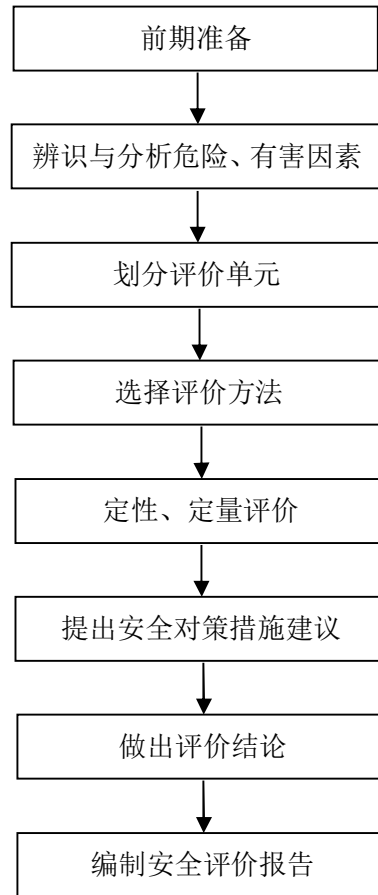 前期准备
辨识与分析危险、有害因素
划分评价单元
选择评价方法
定性、定量评价
提出安全对策措施建议
做出评价结论
编制安全评价报告